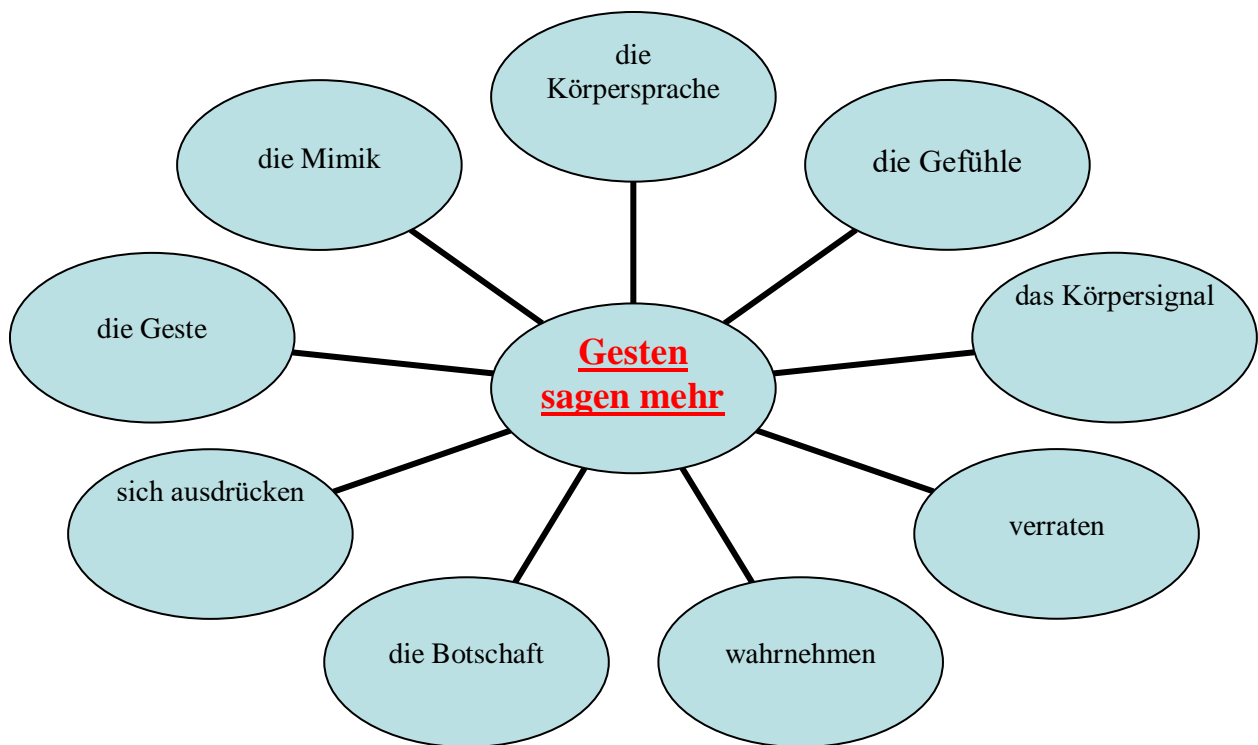 die
Körpersprache
die Mimik
die Gefühle
das Körpersignal
die Geste
Gesten
sagen mehr
sich ausdrücken
verraten
die Botschaft
wahrnehmen